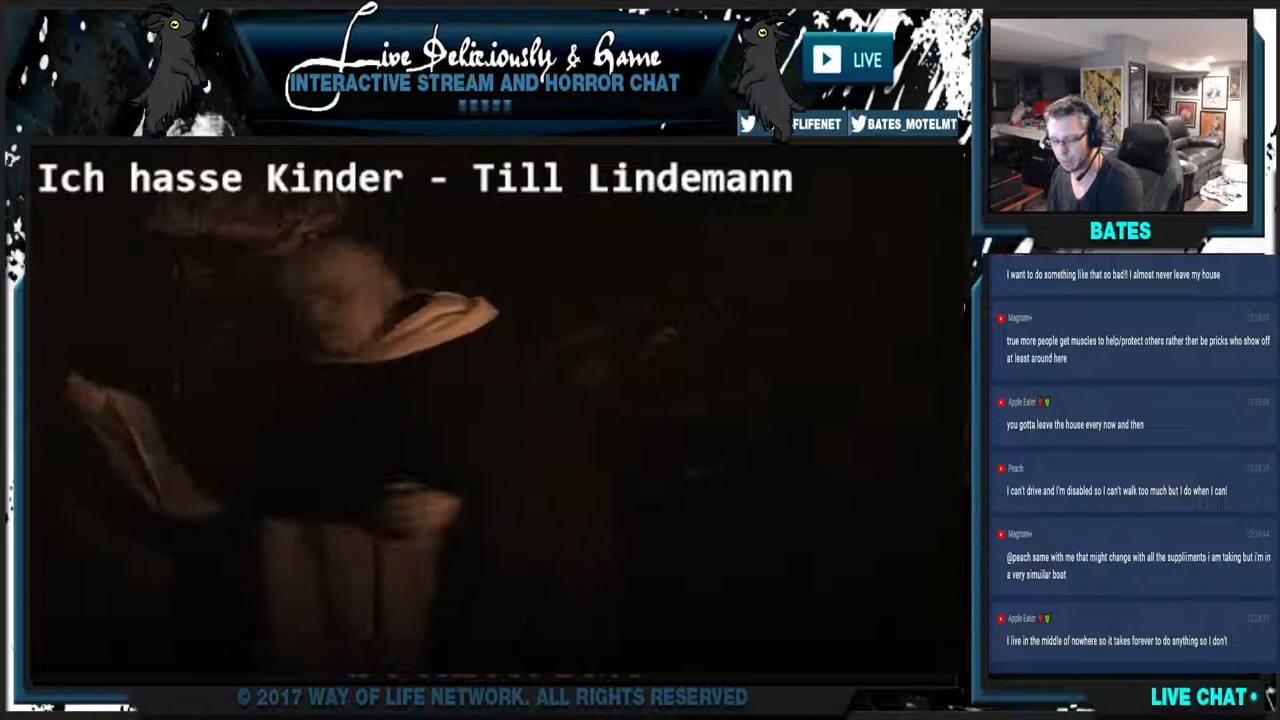 Live Deliciously & Game
INTERACTIVE STREAM AND HORROR CHAT
LIVE
FLIFENET
BATES_MOTELMT
Ich hasse Kinder - Till Lindemann
BATES
I want to do something like that so bad!! I almost never leave my house
Magnum+
true more people get muscles to help/protect others rather then be pricks who show off
at least around here
Apple Eater
you gotta leave the house every now and then
Peach
I can't drive and I'm disabled so I can't walk too much but I do when I can!
Magnum+
@peach same with me that might change with all the suppliments i am taking but i'm in
a very simuilar boat
Apple Eater
I live in the middle of nowhere so it takes forever to do anything so I don't
© 2017 WAY OF LIFE NETWORK. ALL RIGHTS RESERVED
LIVE CHAT